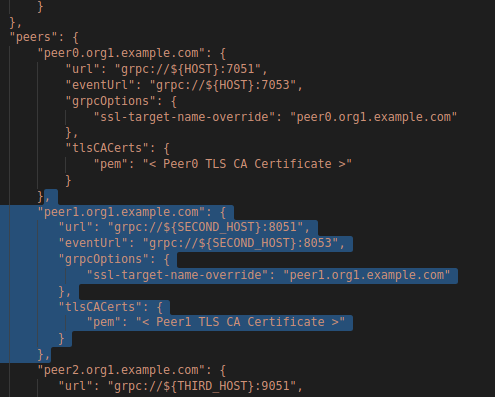 }
},
"peers": {
"peer0.org1.example.com": {
"url": "grpc://${HOST}:7051",
"eventUrl": "grpc://${HOST}:7053",
"grpcOptions": {
"ssl-target-name-override": "peer0.org1.example.com"
},
"tlsCACerts": {
"pem": "< Peer0 TLS CA Certificate >"
}
},
"peer1.org1.example.com": {
"url": "grpc://${SECOND_HOST}:8051",
"eventUrl": "grpc://${SECOND_HOST}:8053",
"grpcOptions": {
"ssl-target-name-override": "peer1.org1.example.com"
},
"tlsCACerts": {
"pem": "< Peer1 TLS CA Certificate >"
}
},
"peer2.org1.example.com": {
"url": "grpc://${THIRD_HOST}:9051",